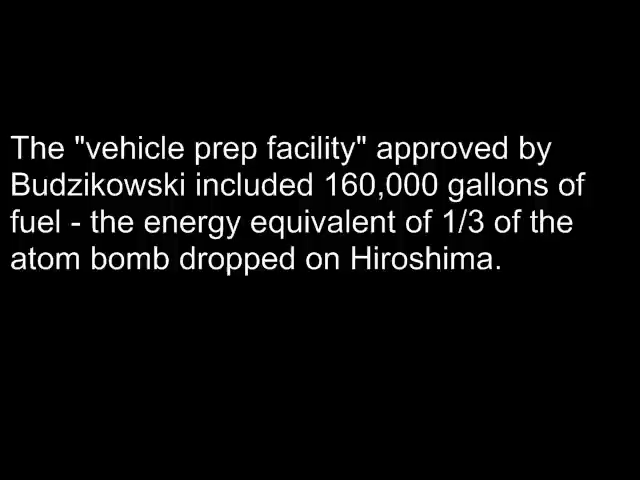 The "vehicle prep facility" approved by
Budzikowski included 160,000 gallons of
fuel - the energy equivalent of 1/3 of the
atom bomb dropped on Hiroshima.